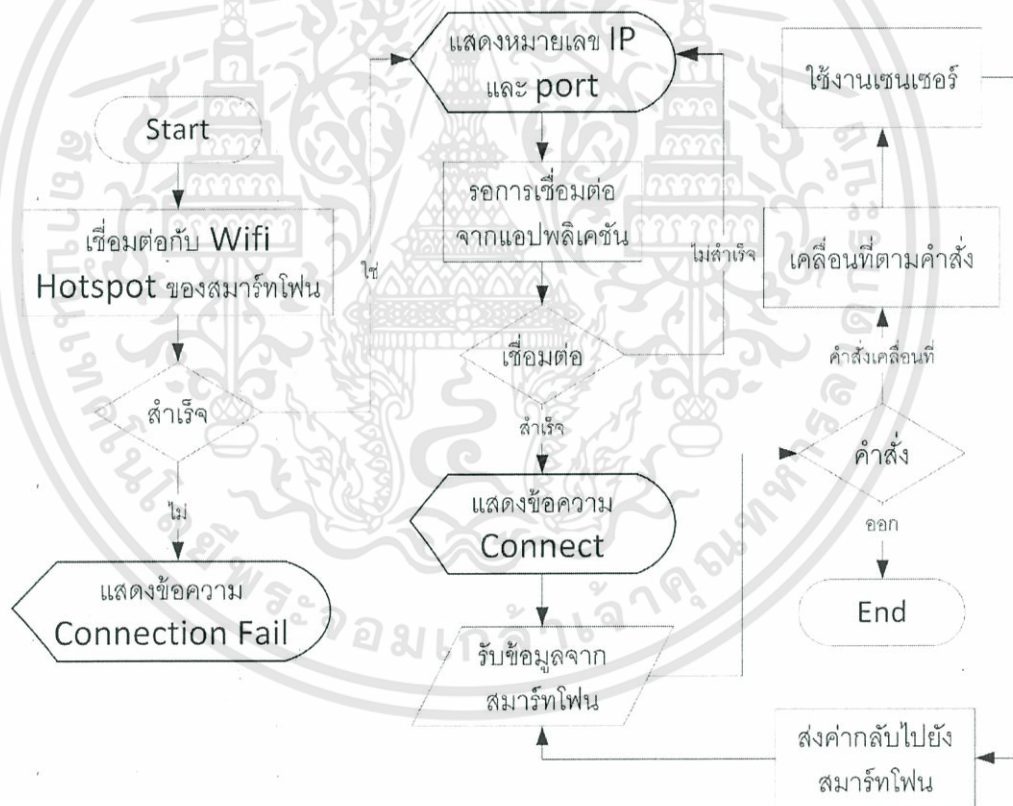 Start
เชื่อมต่อกับ Wifi
Hotspot ของสมาร์ทโฟน
สำเร็จ
ใช่
ไม่
แสดงข้อความ
Connection Fail
แสดงหมายเลข IP
และ port
รอการเชื่อมต่อ
จากแอปพลิเคชัน
เชื่อมต่อ
ไม่สำเร็จ
สำเร็จ
แสดงข้อความ
Connect
รับข้อมูลจาก
สมาร์ทโฟน
ใช้งานเซนเซอร์
เคลื่อนที่ตามคำสั่ง
คำสั่งเคลื่อนที่
คำสั่ง
ออก
End
ส่งค่ากลับไปยัง
สมาร์ทโฟน